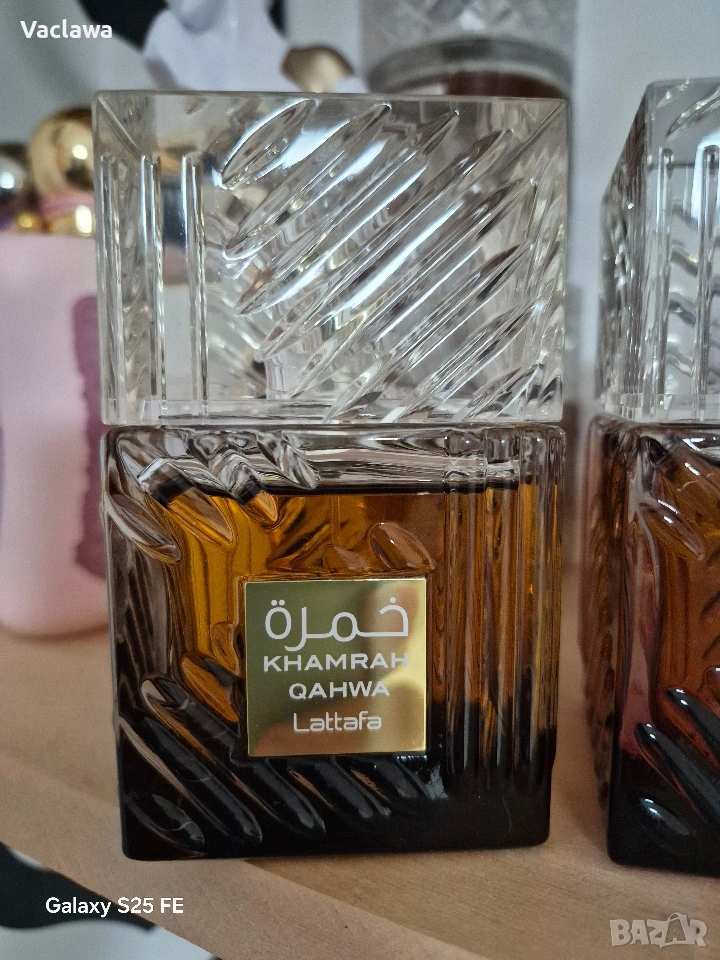 Vaclawa
خمرة
KHAMRAH
QAHWA
Lattafa
Galaxy S25 FE
BAZAR